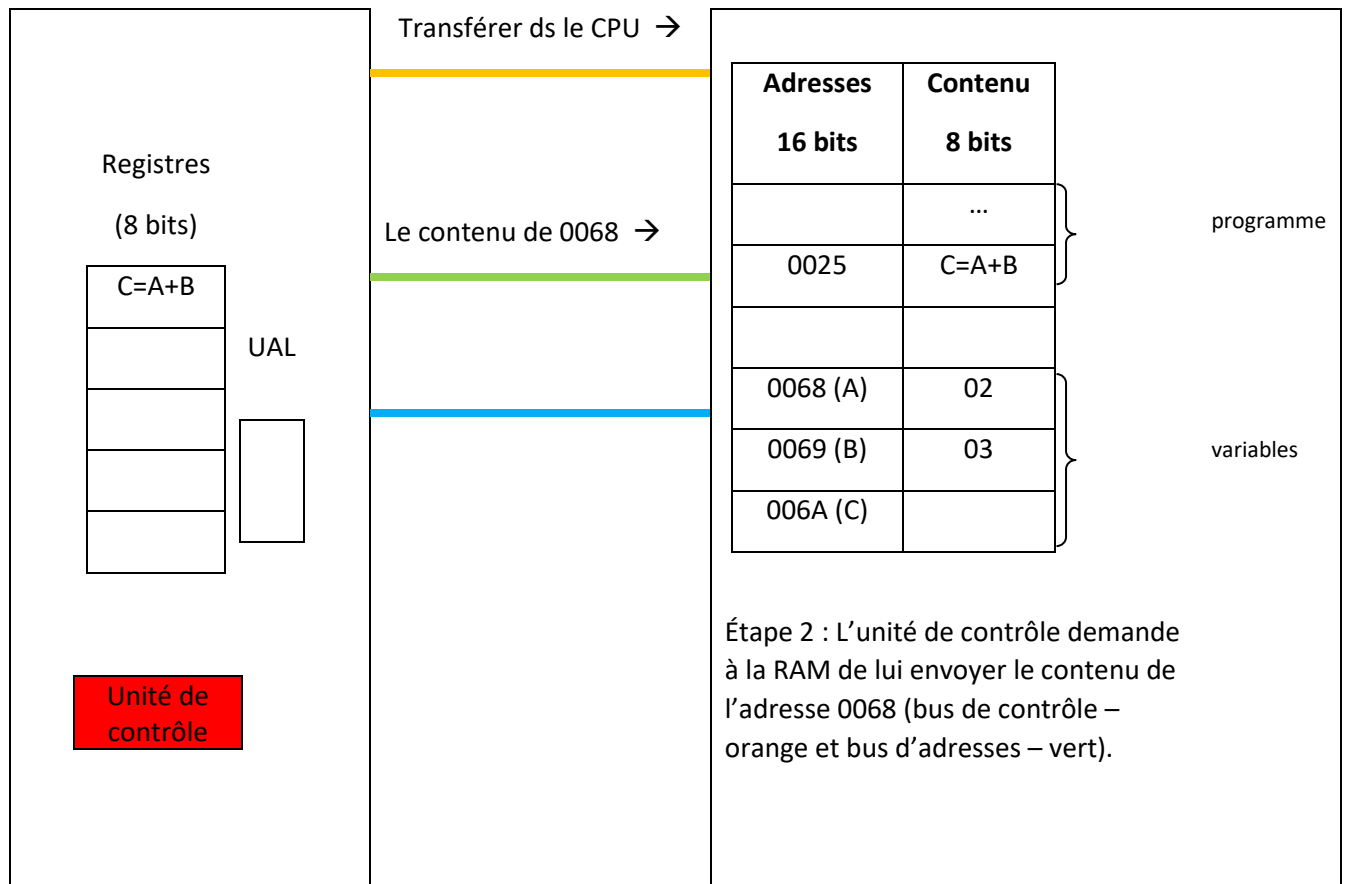 Transférer ds le CPU →
Adresses Contenu
16 bits 8 bits
Registres
(8 bits)
Le contenu de 0068 →
...
programme
0025 C=A+B
C=A+B
UAL
0068 (A) 02
0069 (B) 03
variables
006A (C)
Étape 2 : L’unité de contrôle demande
à la RAM de lui envoyer le contenu de
l’adresse 0068 (bus de contrôle –
orange et bus d’adresses – vert).
Unité de
contrôle